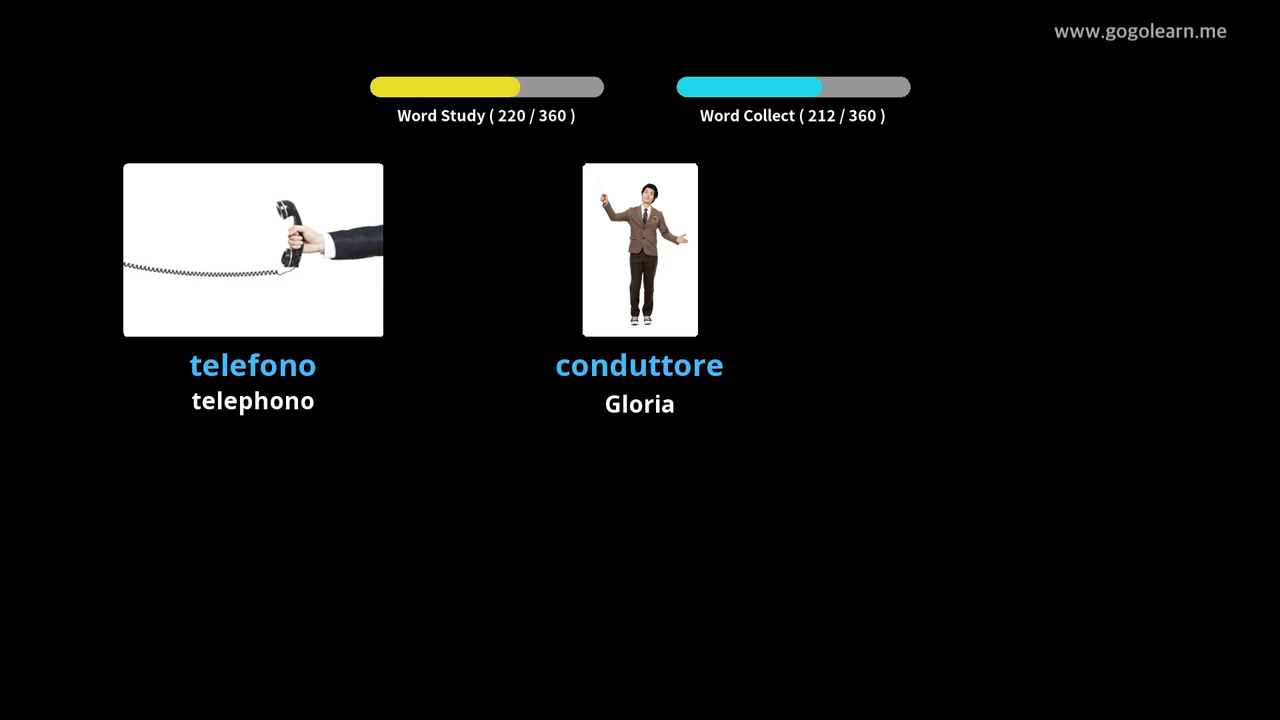 www.gogolearn.me
Word Study ( 220 / 360 )
Word Collect ( 212 / 360 )
telefono
telephono
conduttore
Gloria